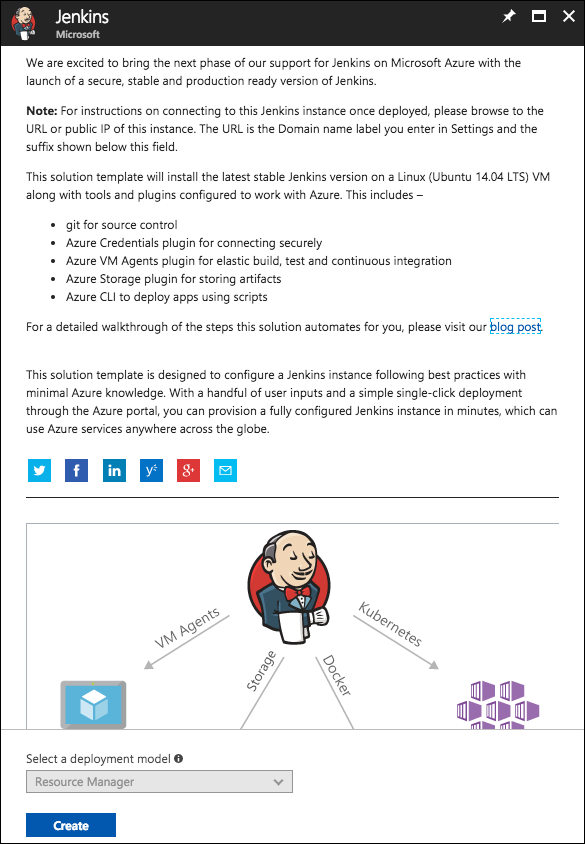 Jenkins
Microsoft
We are excited to bring the next phase of our support for Jenkins on Microsoft Azure with the
launch of a secure, stable and production ready version of Jenkins.
Note: For instructions on connecting to this Jenkins instance once deployed, please browse to the
URL or public IP of this instance. The URL is the Domain name label you enter in Settings and the
suffix shown below this field.
This solution template will install the latest stable Jenkins version on a Linux (Ubuntu 14.04 LTS) VM
along with tools and plugins configured to work with Azure. This includes –
• git for source control
• Azure Credentials plugin for connecting securely
• Azure VM Agents plugin for elastic build, test and continuous integration
• Azure Storage plugin for storing artifacts
• Azure CLI to deploy apps using scripts
For a detailed walkthrough of the steps this solution automates for you, please visit our blog post.
This solution template is designed to configure a Jenkins instance following best practices with
minimal Azure knowledge. With a handful of user inputs and a simple single-click deployment
through the Azure portal, you can provision a fully configured Jenkins instance in minutes, which can
use Azure services anywhere across the globe.
VM Agents
Storage
Docker
Kubernetes
Select a deployment model
Resource Manager
Create